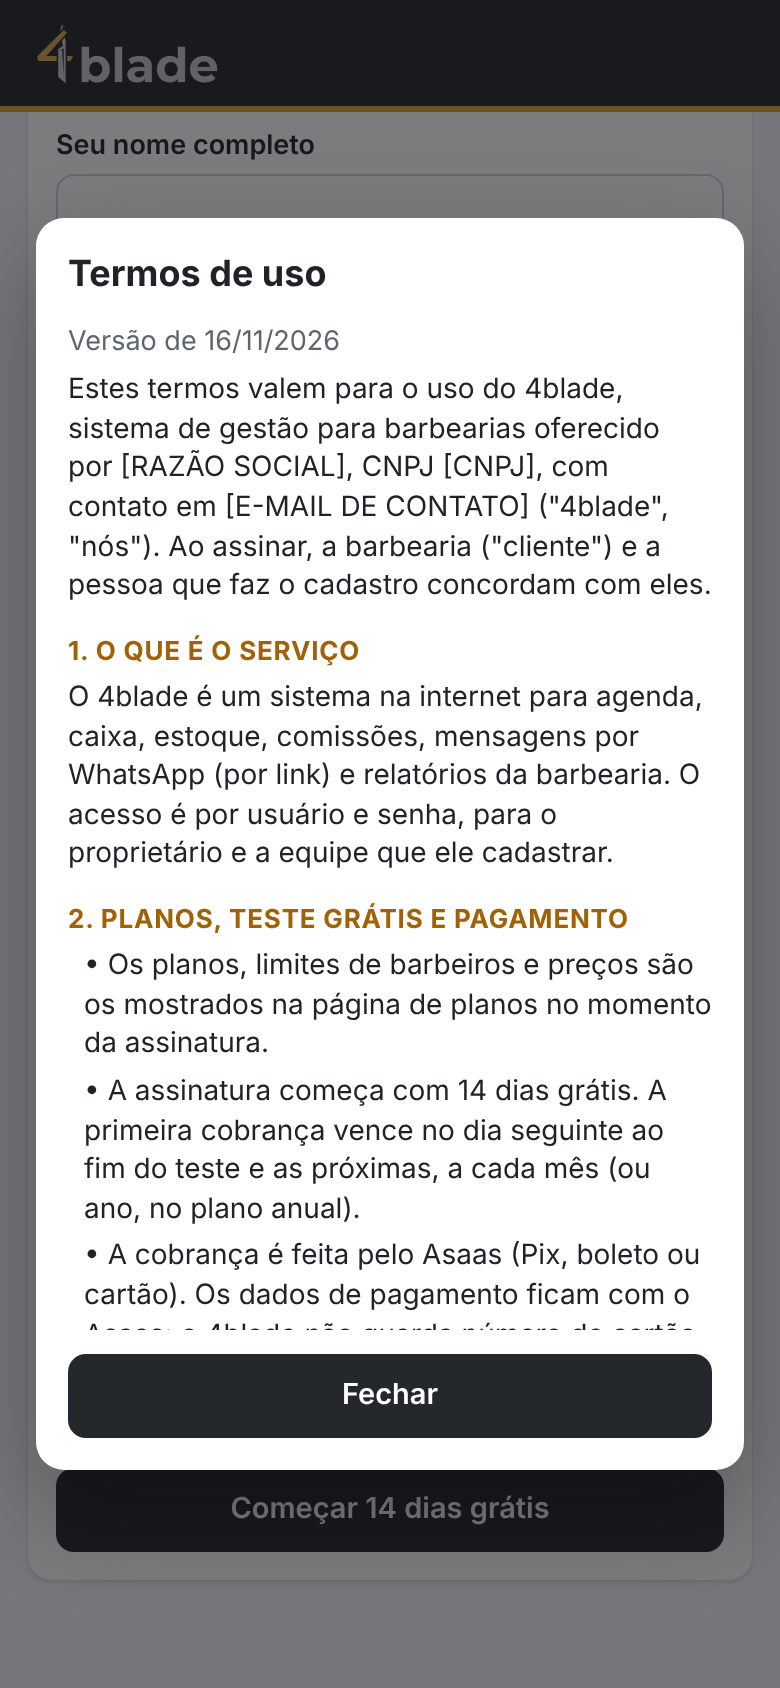 4blade
Seu nome completo
Termos de uso
Versão de 16/11/2026
Estes termos valem para o uso do 4blade,
sistema de gestão para barbearias oferecido
por [RAZÃO SOCIAL], CNPJ [CNPJ], com
contato em [E-MAIL DE CONTATO] ("4blade",
"nós"). Ao assinar, a barbearia ("cliente") e a
pessoa que faz o cadastro concordam com eles.
1. O QUE É O SERVIÇO
O 4blade é um sistema na internet para agenda,
caixa, estoque, comissões, mensagens por
WhatsApp (por link) e relatórios da barbearia. O
acesso é por usuário e senha, para o
proprietário e a equipe que ele cadastrar.
2. PLANOS, TESTE GRÁTIS E PAGAMENTO
• Os planos, limites de barbeiros e preços são
os mostrados na página de planos no momento
da assinatura.
• A assinatura começa com 14 dias grátis. A
primeira cobrança vence no dia seguinte ao
fim do teste e as próximas, a cada mês (ou
ano, no plano anual).
• A cobrança é feita pelo Asaas (Pix, boleto ou
cartão). Os dados de pagamento ficam com o
Fechar
Começar 14 dias grátis